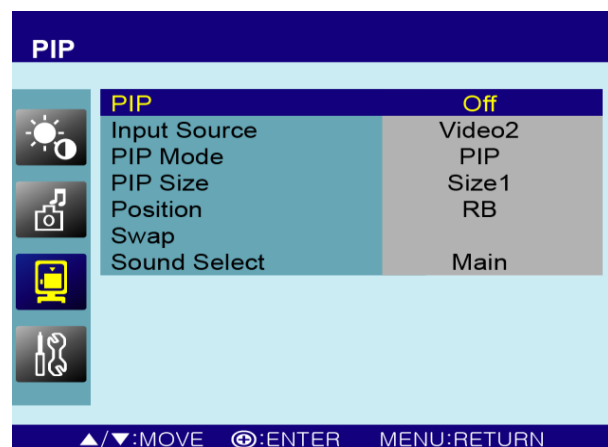 PIP
PIP Off
Input Source Video2
PIP Mode PIP
PIP Size Size1
Position RB
Swap
Sound Select Main
▲/▼:MOVE ⊕:ENTER MENU:RETURN